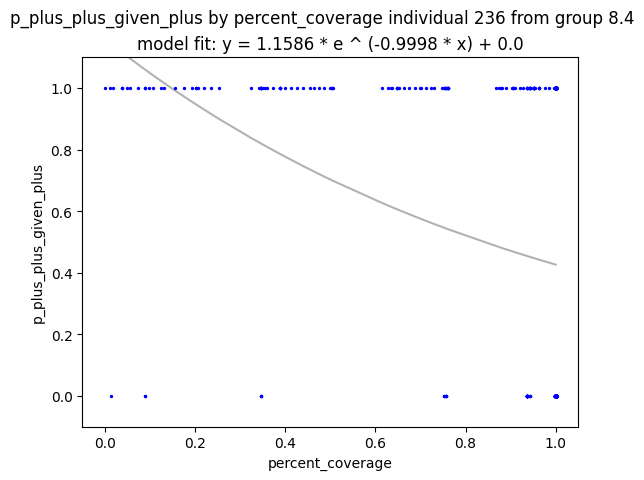 p_plus_plus_given_plus by percent_coverage individual 236 from group 8.4
model fit: y = 1.1586 * e ^ (-0.9998 * x) + 0.0
p_plus_plus_given_plus
1.0
0.8
0.6
0.4
0.2
0.0
0.0 0.2 0.4 0.6 0.8 1.0
percent_coverage